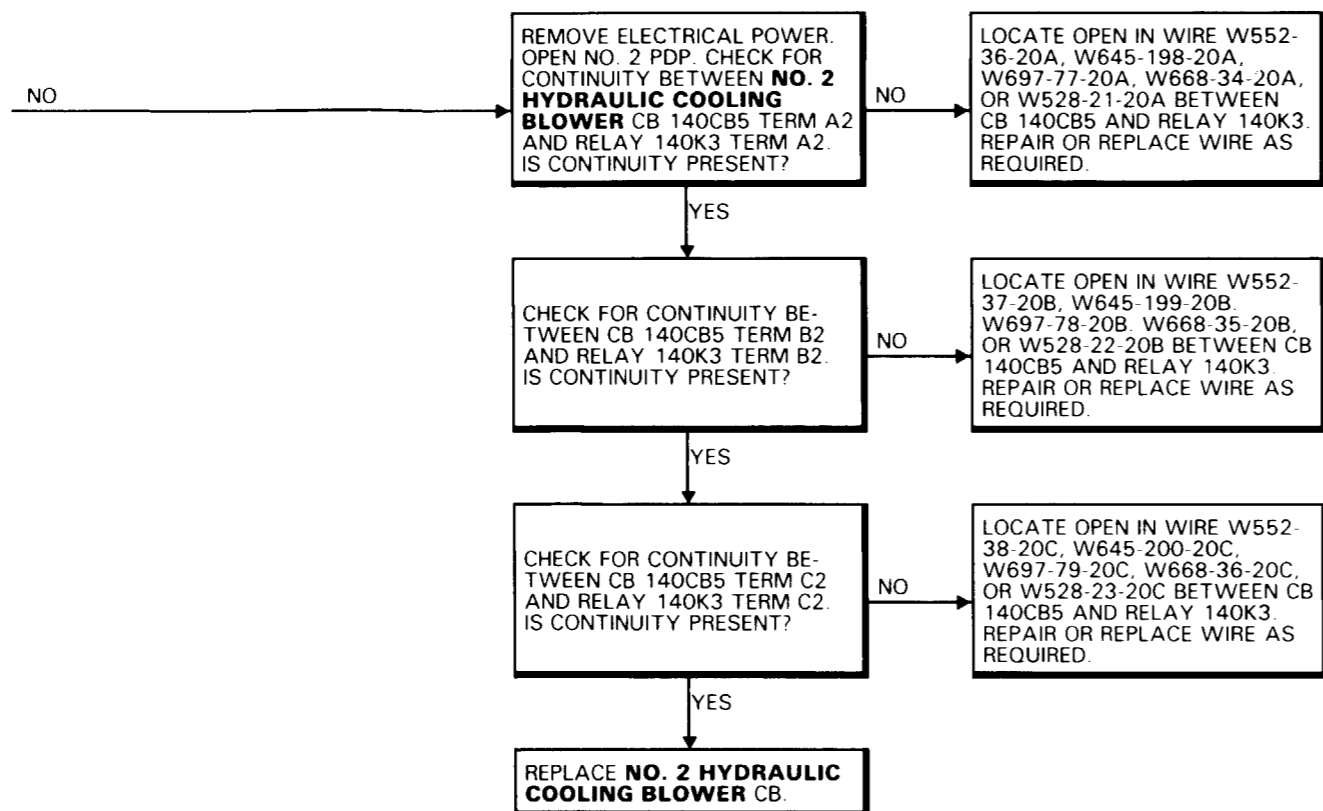 NO
REMOVE ELECTRICAL POWER.
OPEN NO. 2 PDP. CHECK FOR
CONTINUITY BETWEEN NO. 2
HYDRAULIC COOLING
BLOWER CB 140CB5 TERM A2
AND RELAY 140K3 TERM A2.
IS CONTINUITY PRESENT?
NO
LOCATE OPEN IN WIRE W552-
36-20A, W645-198-20A,
W697-77-20A, W668-34-20A,
OR W528-21-20A BETWEEN
CB 140CB5 AND RELAY 140K3.
REPAIR OR REPLACE WIRE AS
REQUIRED.
YES
CHECK FOR CONTINUITY BE-
TWEEN CB 140CB5 TERM B2
AND RELAY 140K3 TERM B2.
IS CONTINUITY PRESENT?
NO
LOCATE OPEN IN WIRE W552-
37-20B, W645-199-20B.
W697-78-20B. W668-35-20B,
OR W528-22-20B BETWEEN CB
140CB5 AND RELAY 140K3.
REPAIR OR REPLACE WIRE AS
REQUIRED.
YES
CHECK FOR CONTINUITY BE-
TWEEN CB 140CB5 TERM C2
AND RELAY 140K3 TERM C2.
IS CONTINUITY PRESENT?
NO
LOCATE OPEN IN WIRE W552-
38-20C, W645-200-20C,
W697-79-20C, W668-36-20C,
OR W528-23-20C BETWEEN CB
140CB5 AND RELAY 140K3.
REPAIR OR REPLACE WIRE AS
REQUIRED.
YES
REPLACE NO. 2 HYDRAULIC
COOLING BLOWER CB.